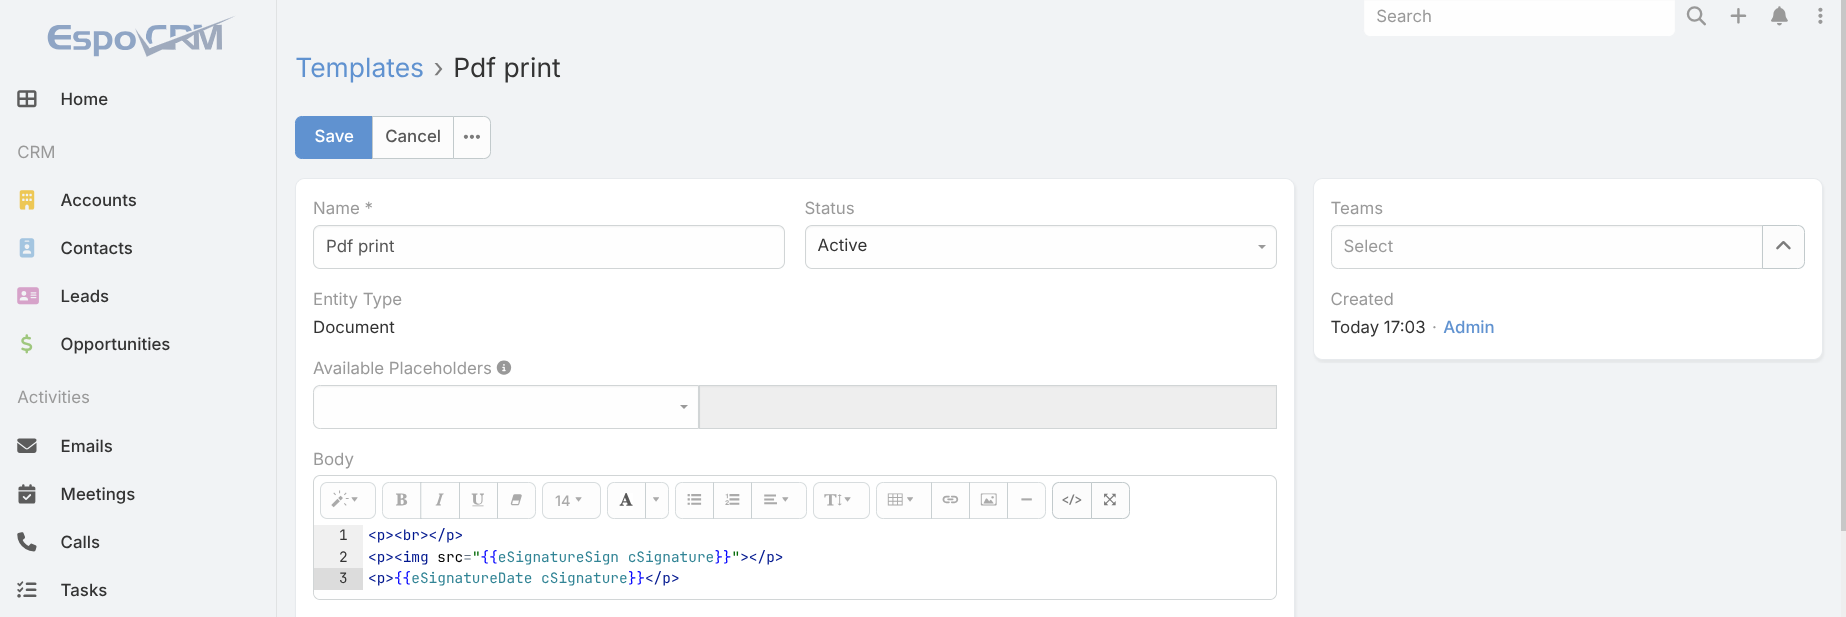 EspoCRM
Search
Templates › Pdf print
Home
Save Cancel •••
CRM
Accounts
Contacts
Leads
Opportunities
Activities
Emails
Meetings
Calls
Tasks
Name *
Pdf print
Status
Active
Entity Type
Document
Available Placeholders
Body
B I U 14 A T </>
1 <p><br></p>
2 <p><img src="{{eSignatureSign cSignature}}"></p>
3 <p>{{eSignatureDate cSignature}}</p>
Teams
Select
Created
Today 17:03 · Admin